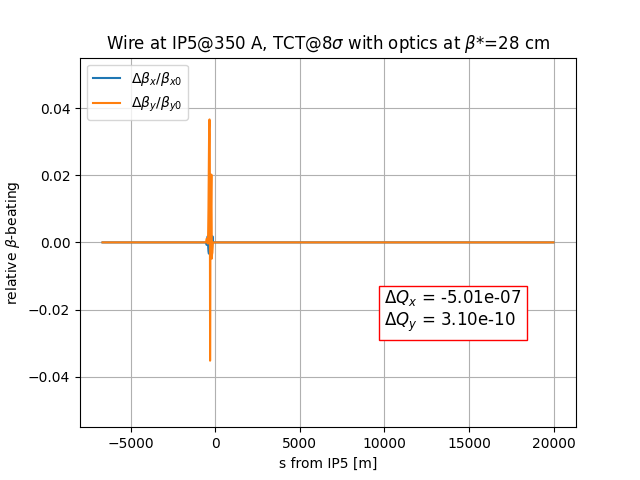 Wire at IP5@350 A, TCT@8σ with optics at β*=28 cm
Δβx/βx0
Δβy/βy0
0.04
0.02
0.00
−0.02
−0.04
relative β-beating
ΔQx = -5.01e-07
ΔQy = 3.10e-10
−5000 0 5000 10000 15000 20000
s from IP5 [m]